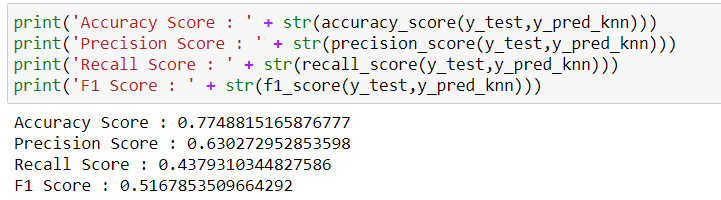 print('Accuracy Score : ' + str(accuracy_score(y_test,y_pred_knn)))
print('Precision Score : ' + str(precision_score(y_test,y_pred_knn)))
print('Recall Score : ' + str(recall_score(y_test,y_pred_knn)))
print('F1 Score : ' + str(f1_score(y_test,y_pred_knn)))
Accuracy Score : 0.7748815165876777
Precision Score : 0.630272952853598
Recall Score : 0.4379310344827586
F1 Score : 0.5167853509664292